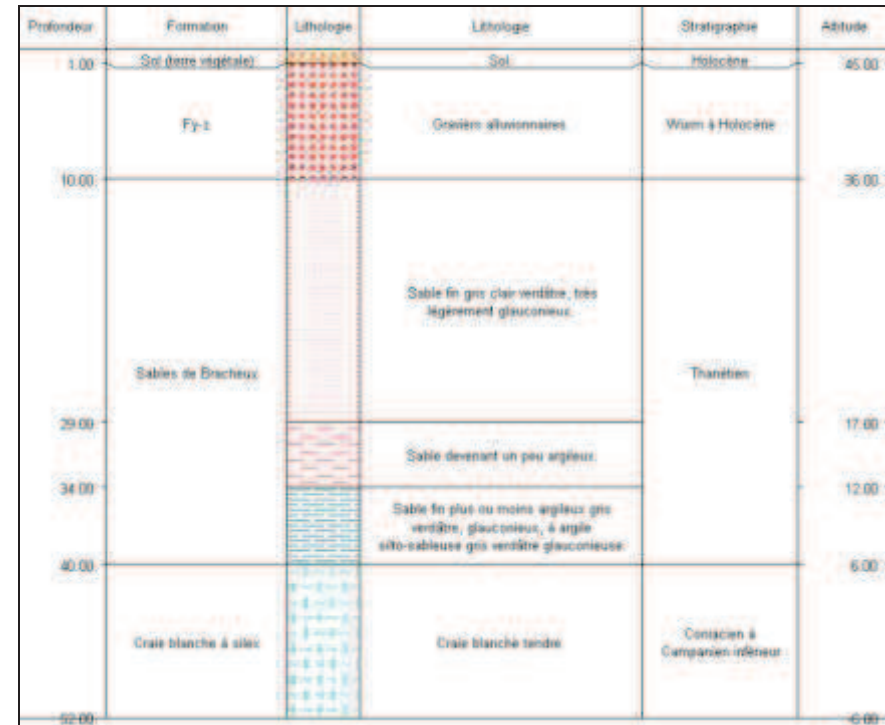 Profondeur Formation Lithologie Lithologie Stratigraphie Altitude
1.00 Sol (terre végétale) Sol Holocène 45.00
Fy-z Graviers alluvionnaires Würm à Holocène
10.00 36.00
Sable fin gris clair verdâtre, très
légèrement glauconieux.
Sables de Bracheux Thanétien
29.00 17.00
Sable devenant un peu argileux.
34.00 12.00
Sable fin plus ou moins argileux gris
verdâtre, glauconieux, à argile
silto-sableuse gris verdâtre glauconieuse.
40.00 6.00
Craie blanche à silex Craie blanche tendre Coniacien à
Campanien inférieur
52.00 -6.00